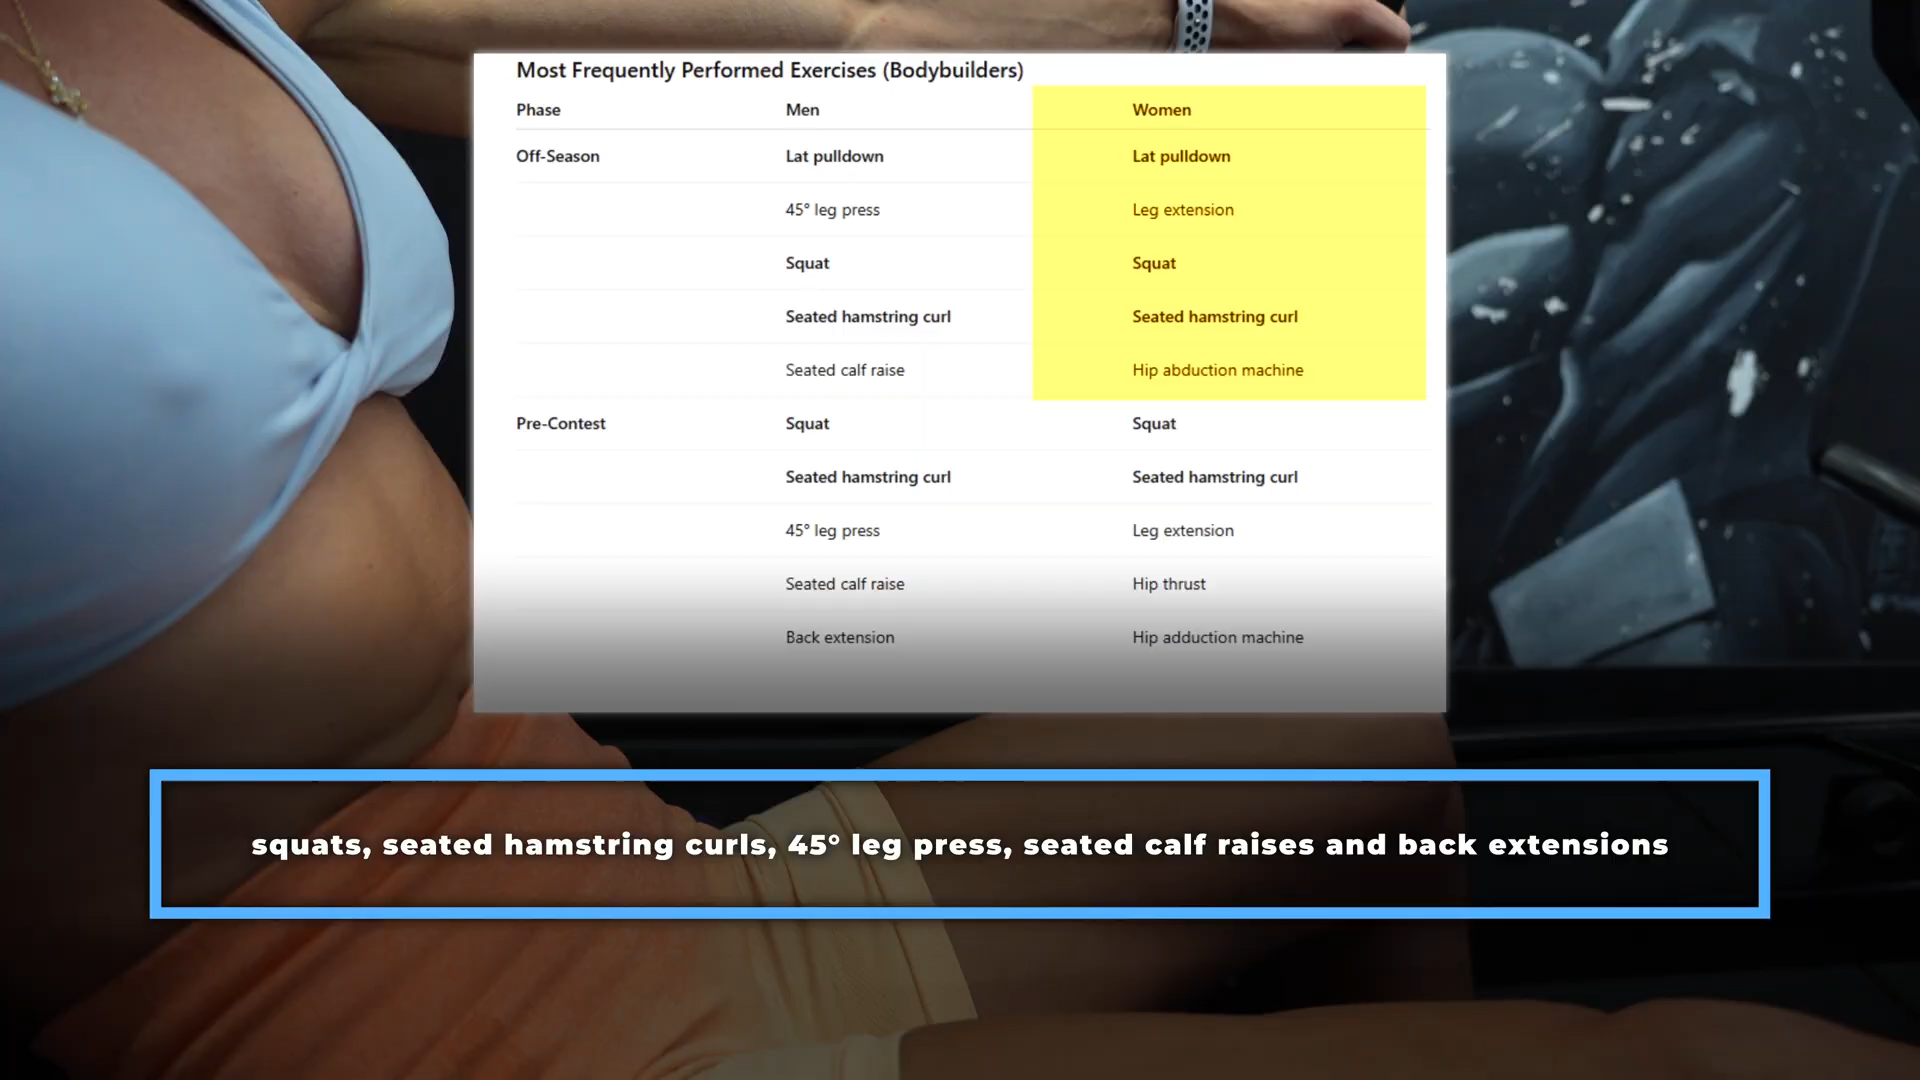 Most Frequently Performed Exercises (Bodybuilders)
Phase Men Women
Off-Season Lat pulldown Lat pulldown
45° leg press Leg extension
Squat Squat
Seated hamstring curl Seated hamstring curl
Seated calf raise Hip abduction machine
Pre-Contest Squat Squat
Seated hamstring curl Seated hamstring curl
45° leg press Leg extension
Seated calf raise Hip thrust
Back extension Hip adduction machine
squats, seated hamstring curls, 45° leg press, seated calf raises and back extensions